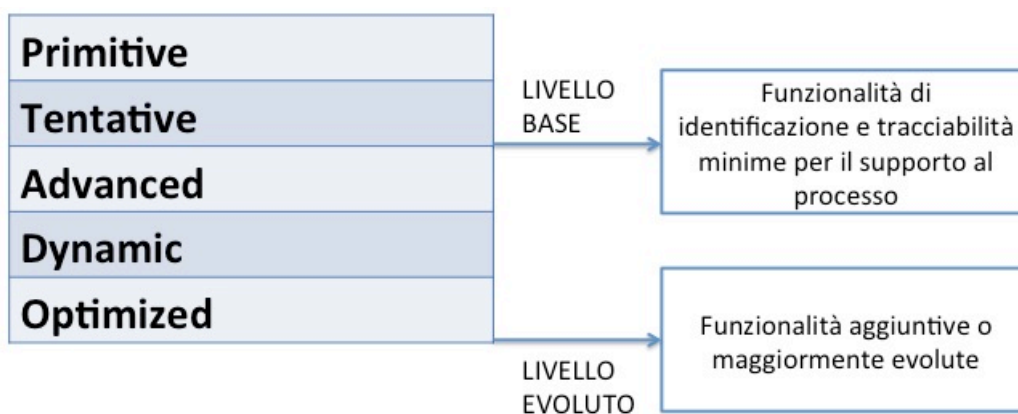 Primitive
Tentative
Advanced
Dynamic
Optimized
LIVELLO
BASE
Funzionalità di
identificazione e tracciabilità
minime per il supporto al
processo
LIVELLO
EVOLUTO
Funzionalità aggiuntive o
maggiormente evolute